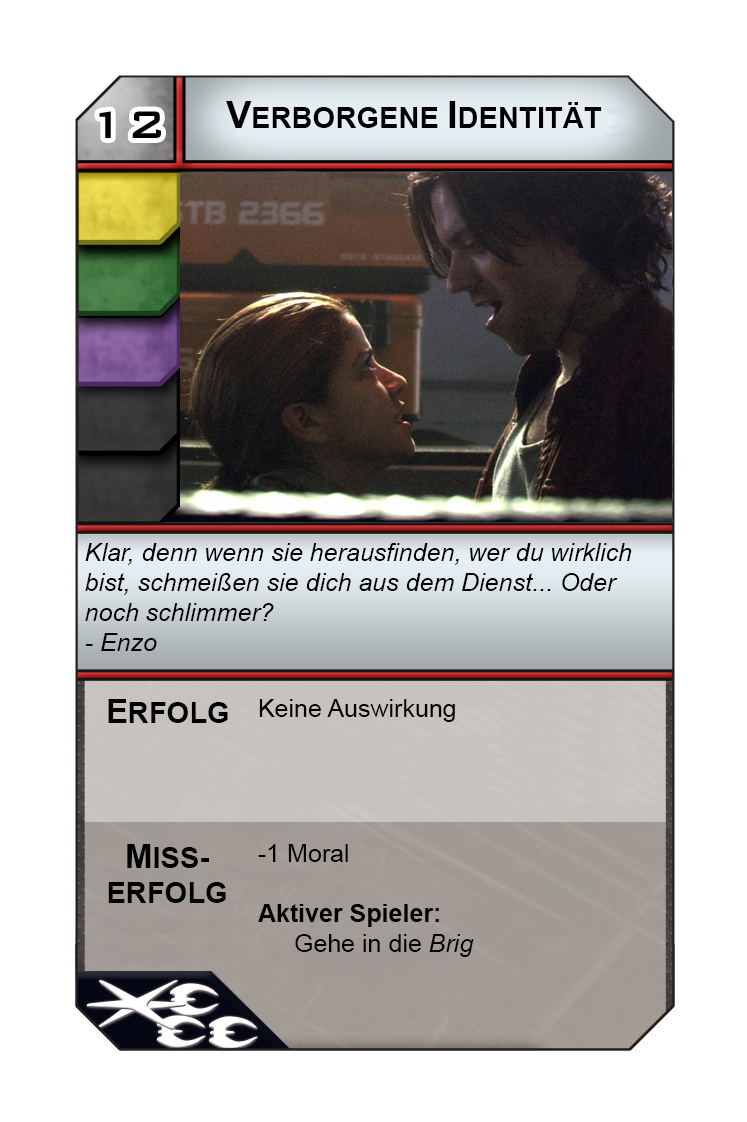 12
VERBORGENE IDENTITÄT
STB 2366
Klar, denn wenn sie herausfinden, wer du wirklich
bist, schmeißen sie dich aus dem Dienst... Oder
noch schlimmer?
- Enzo
ERFOLG
Keine Auswirkung
MISS-
ERFOLG
-1 Moral
Aktiver Spieler:
Gehe in die Brig